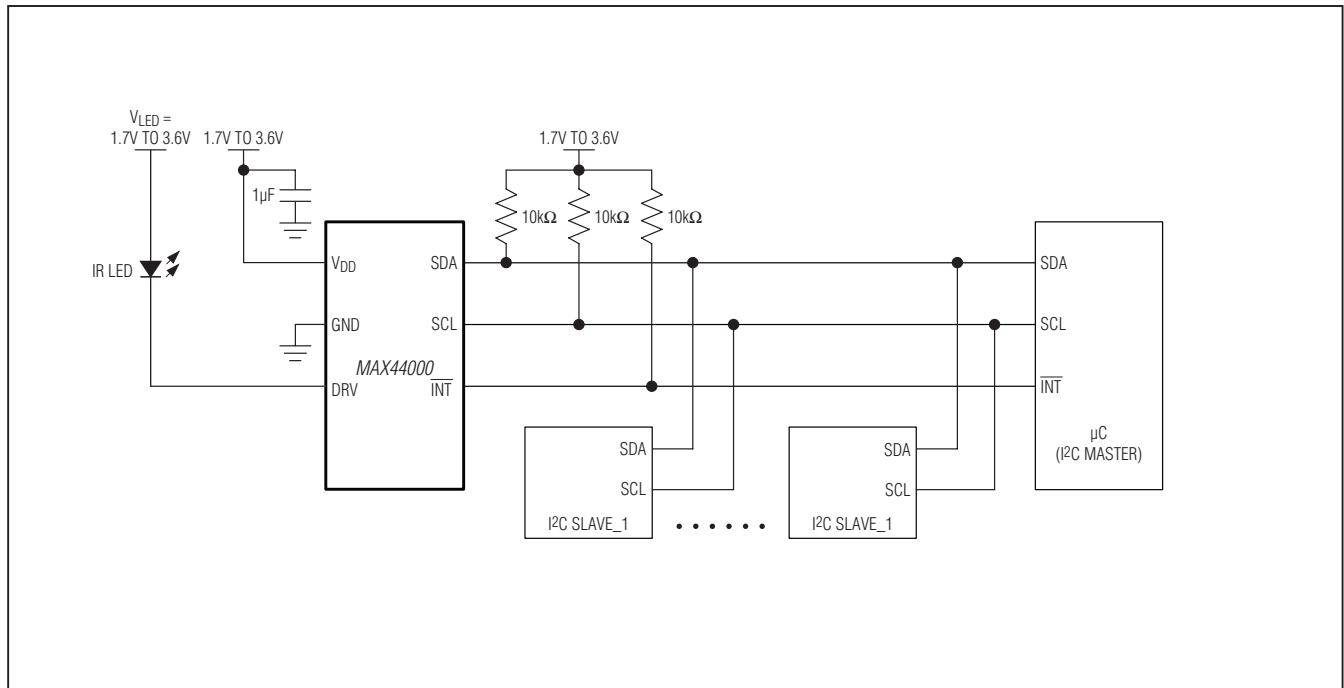 V_LED =
1.7V TO 3.6V 1.7V TO 3.6V
1.7V TO 3.6V
1µF
10kΩ 10kΩ 10kΩ
IR LED
V_DD
SDA
SDA
GND
SCL
SCL
MAX44000
DRV
INT
INT
µC
(I²C MASTER)
SDA
SCL
I²C SLAVE_1
SDA
SCL
I²C SLAVE_1